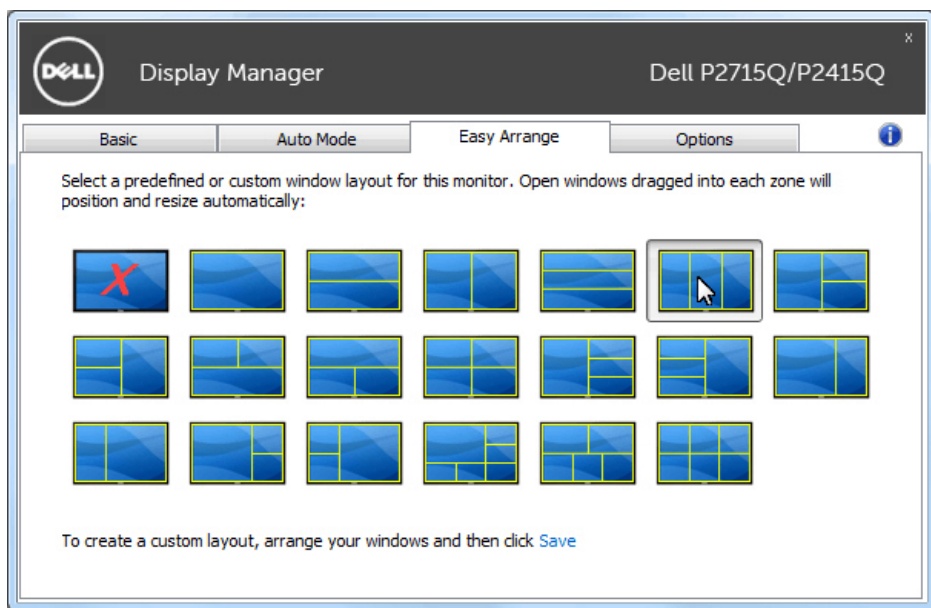 DELL
Display Manager
Dell P2715Q/P2415Q
x
Basic
Auto Mode
Easy Arrange
Options
i
Select a predefined or custom window layout for this monitor. Open windows dragged into each zone will
position and resize automatically:
X
To create a custom layout, arrange your windows and then click Save